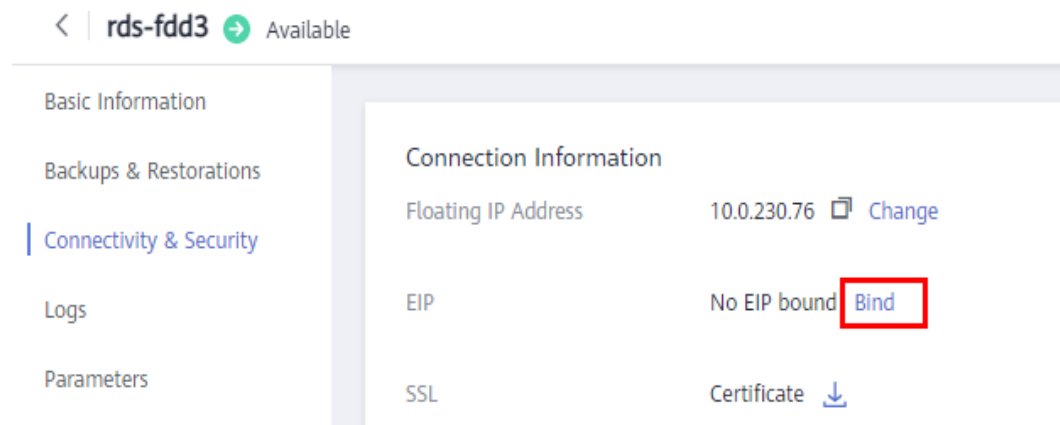 rds-fdd3 Available
Basic Information
Backups & Restorations
Connectivity & Security
Logs
Parameters
Connection Information
Floating IP Address 10.0.230.76 Change
EIP No EIP bound Bind
SSL Certificate